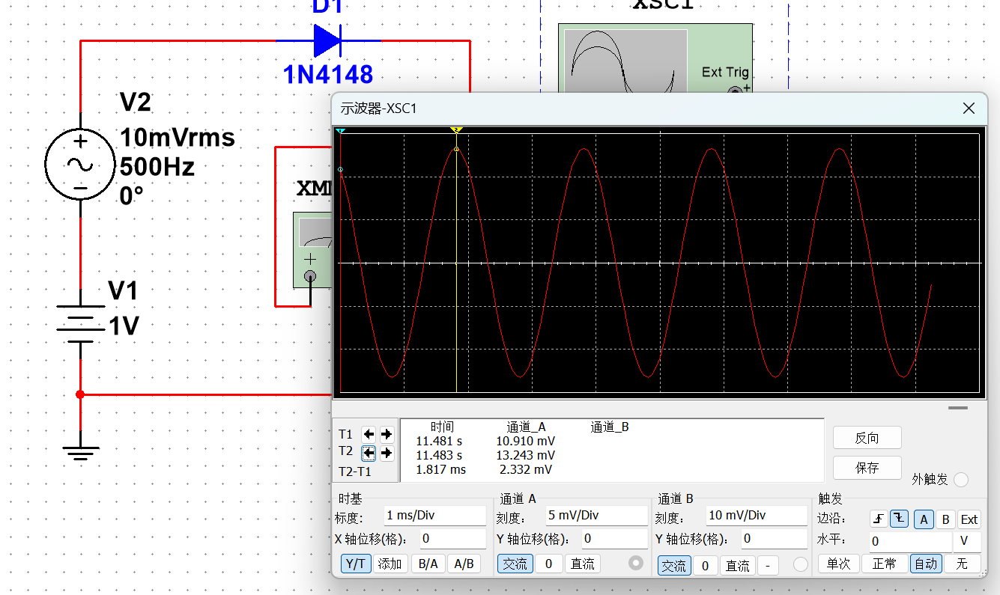 D1
XSC1
1N4148
Ext Trig
+
V2
10mVrms
500Hz
0°
示波器-XSC1
XM
V1
1V
1
2
T1
T2
T2-T1
时间 通道_A 通道_B
11.481 s 10.910 mV
11.483 s 13.243 mV
1.817 ms 2.332 mV
反向
保存
外触发
时基
标度: 1 ms/Div
X 轴位移(格): 0
Y/T 添加 B/A A/B
通道 A
刻度: 5 mV/Div
Y 轴位移(格): 0
交流 0 直流
通道 B
刻度: 10 mV/Div
Y 轴位移(格): 0
交流 0 直流 -
触发
边沿: A B Ext
水平: 0 V
单次 正常 自动 无